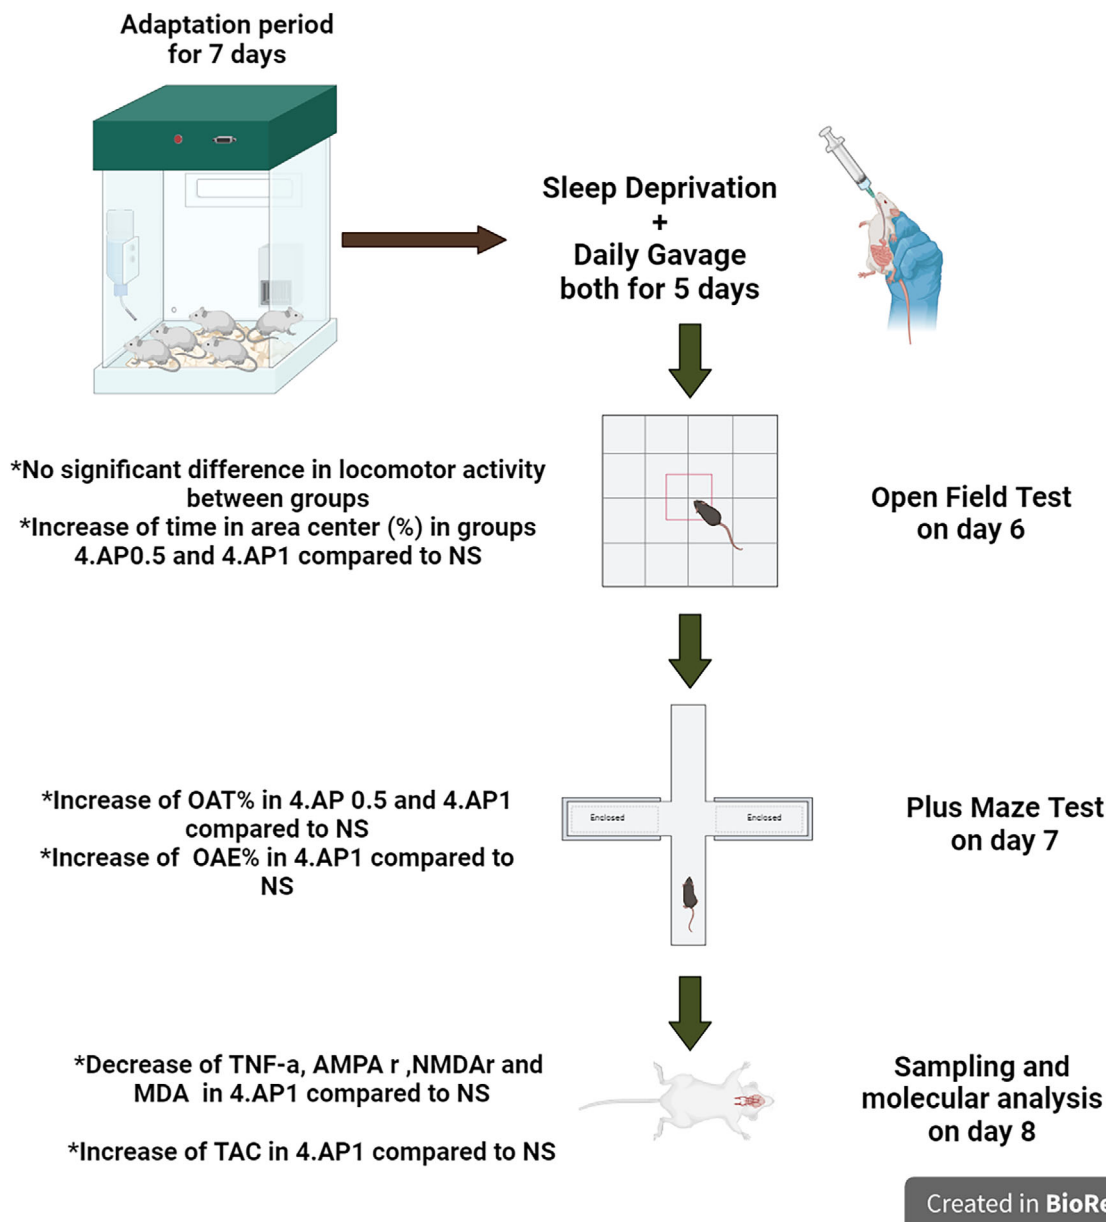 Adaptation period
for 7 days
Sleep Deprivation
+
Daily Gavage
both for 5 days
*No significant difference in locomotor activity
between groups
*Increase of time in area center (%) in groups
4.AP0.5 and 4.AP1 compared to NS
Open Field Test
on day 6
*Increase of OAT% in 4.AP 0.5 and 4.AP1
compared to NS
*Increase of  OAE% in 4.AP1 compared to
NS
Enclosed
Enclosed
Plus Maze Test
on day 7
*Decrease of TNF-a, AMPA r ,NMDAr and
MDA  in 4.AP1 compared to NS
*Increase of TAC in 4.AP1 compared to NS
Sampling and
molecular analysis
on day 8
Created in BioRe